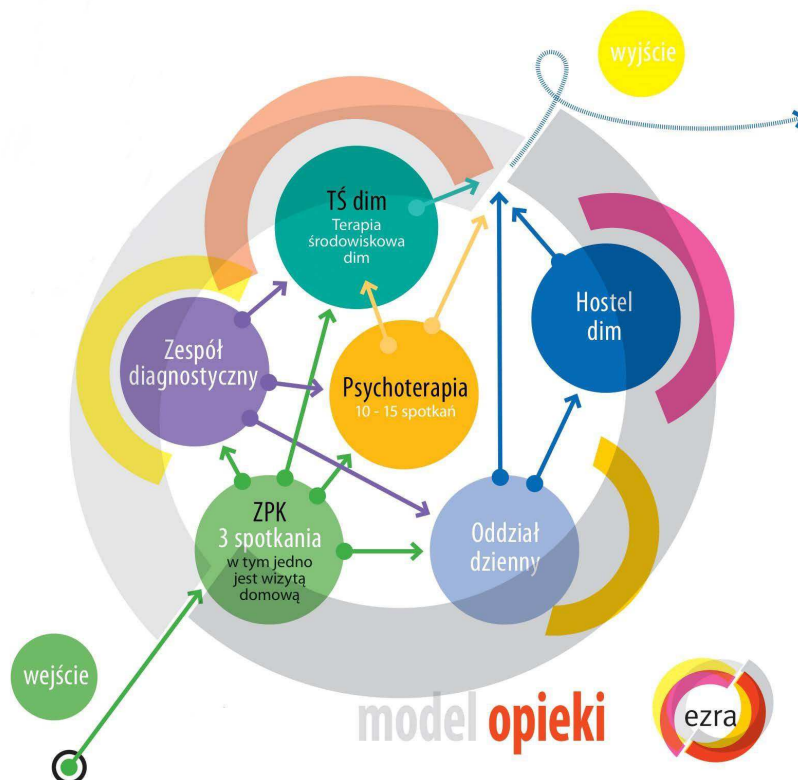 wyjście
TŚ dim
Terapia
środowiskowa
dim
Hostel
dim
Zespół
diagnostyczny
Psychoterapia
10 - 15 spotkań
ZPK
3 spotkania
w tym jedno
jest wizytą
domową
Oddział
dzienny
wejście
model opieki
ezra